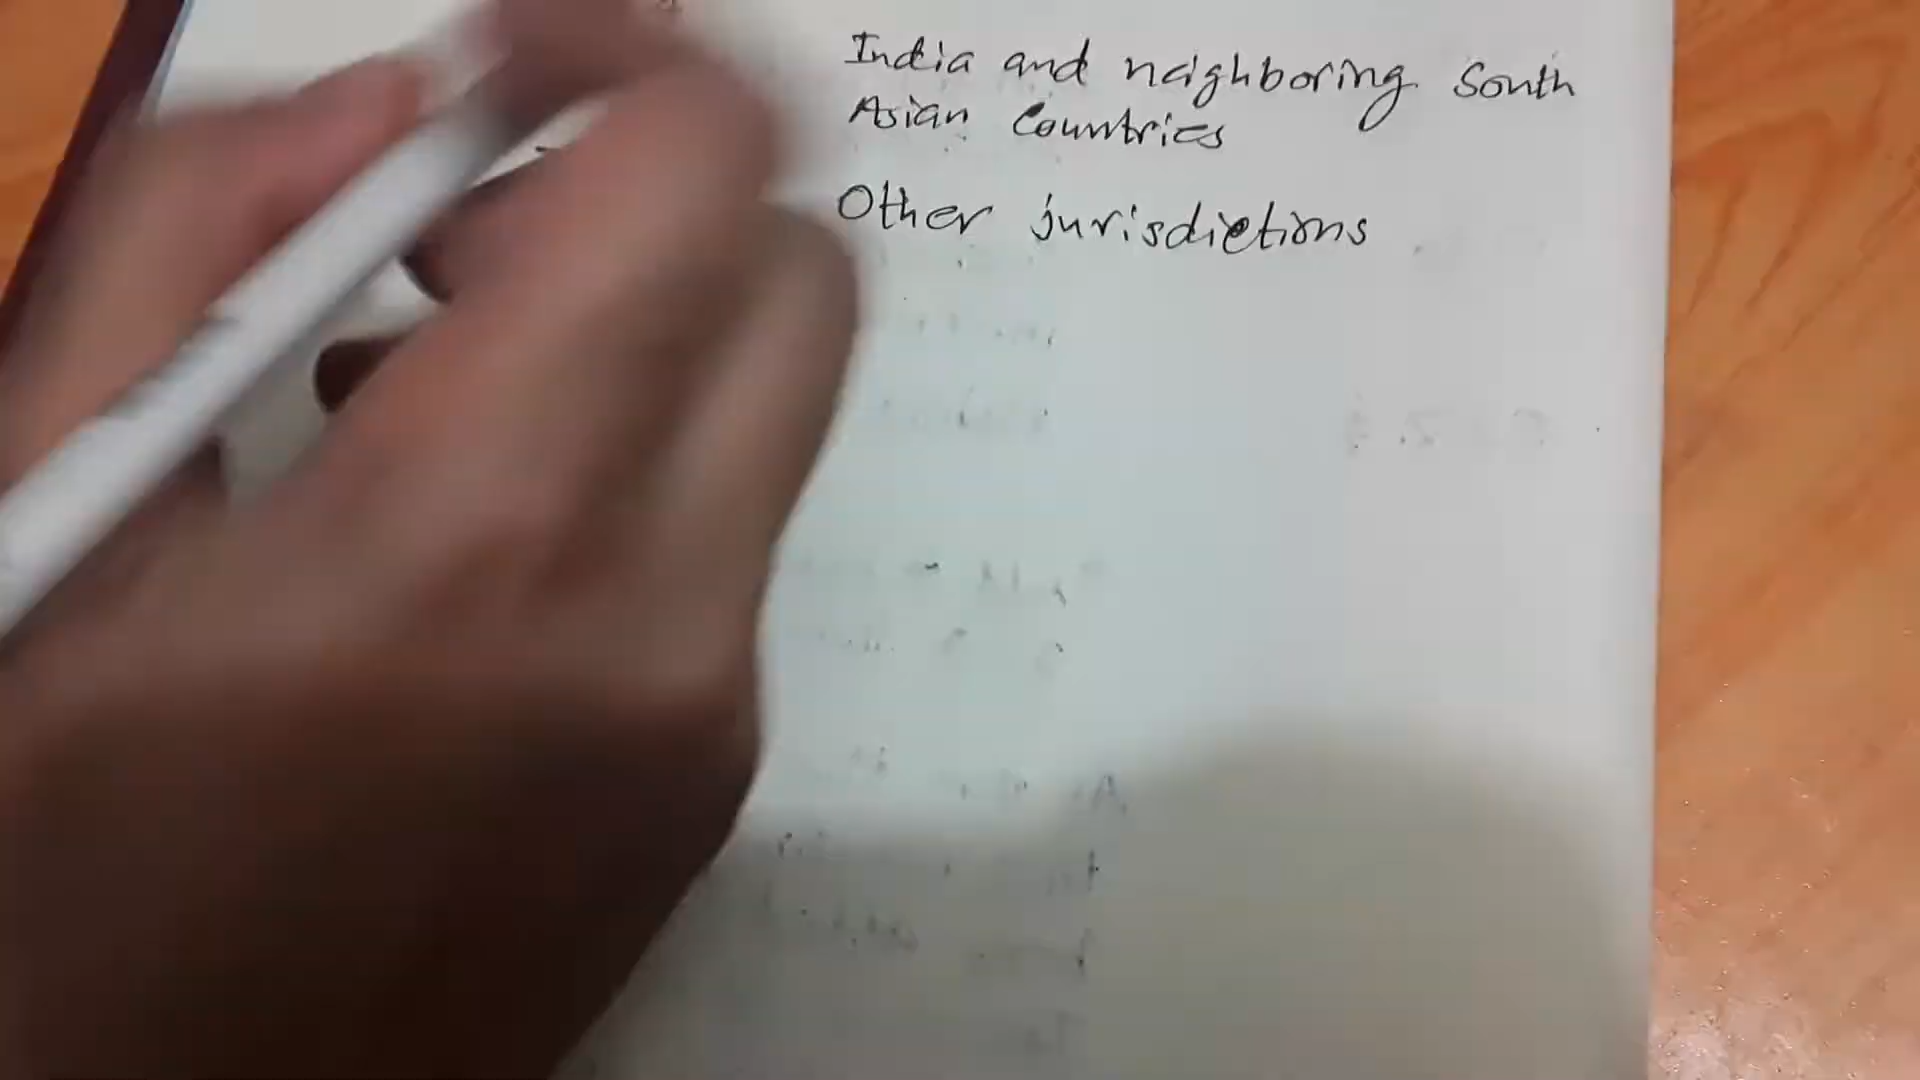 India and neighboring South
Asian Countries
Other jurisdictions